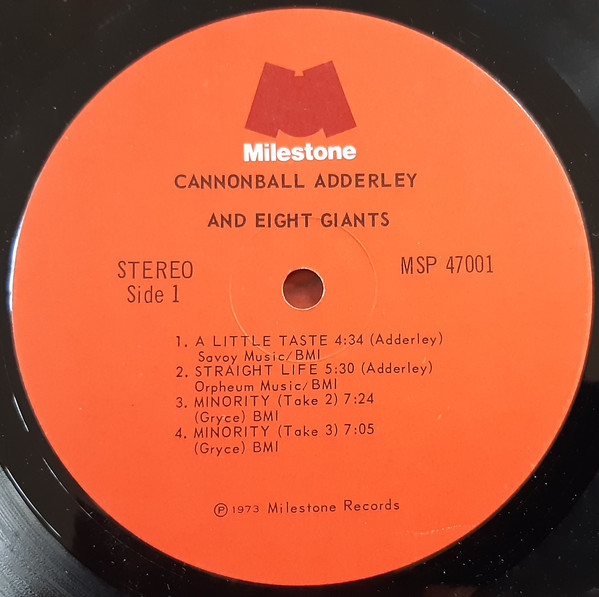 Milestone
CANNONBALL ADDERLEY
AND EIGHT GIANTS
STEREO
Side 1
MSP 47001
1. A LITTLE TASTE 4:34 (Adderley)
Savoy Music/BMI
2. STRAIGHT LIFE 5:30 (Adderley)
Orpheum Music/BMI
3. MINORITY (Take 2) 7:24
(Gryce) BMI
4. MINORITY (Take 3) 7:05
(Gryce) BMI
℗ 1973 Milestone Records